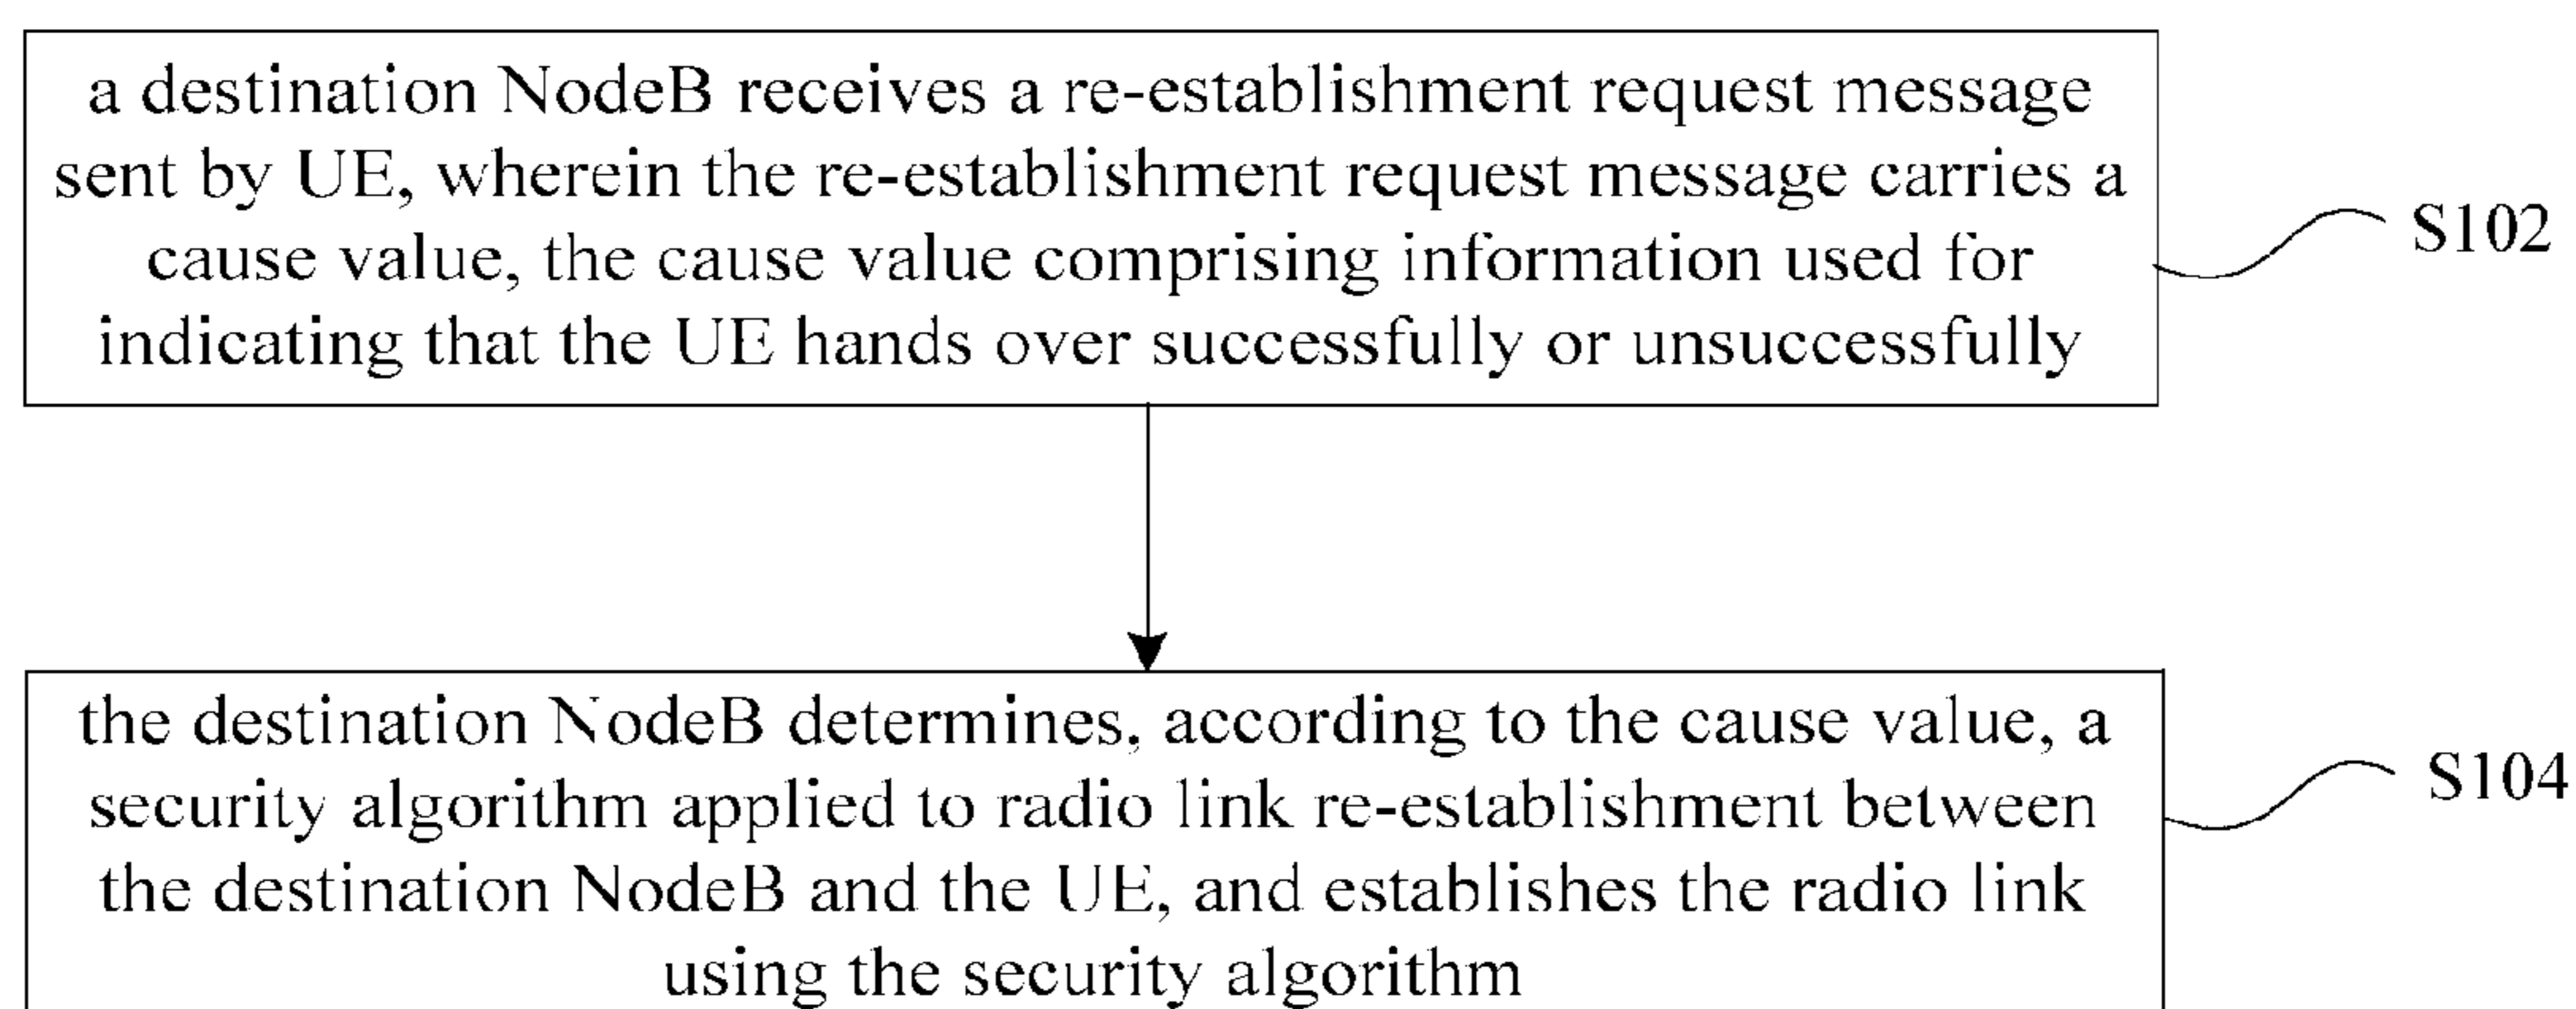 a destination NodeB receives a re-establishment request message
sent by UE, wherein the re-establishment request message carries a
cause value, the cause value comprising information used for
indicating that the UE hands over successfully or unsuccessfully
S102
the destination NodeB determines, according to the cause value, a
security algorithm applied to radio link re-establishment between
the destination NodeB and the UE, and establishes the radio link
using the security algorithm
S104